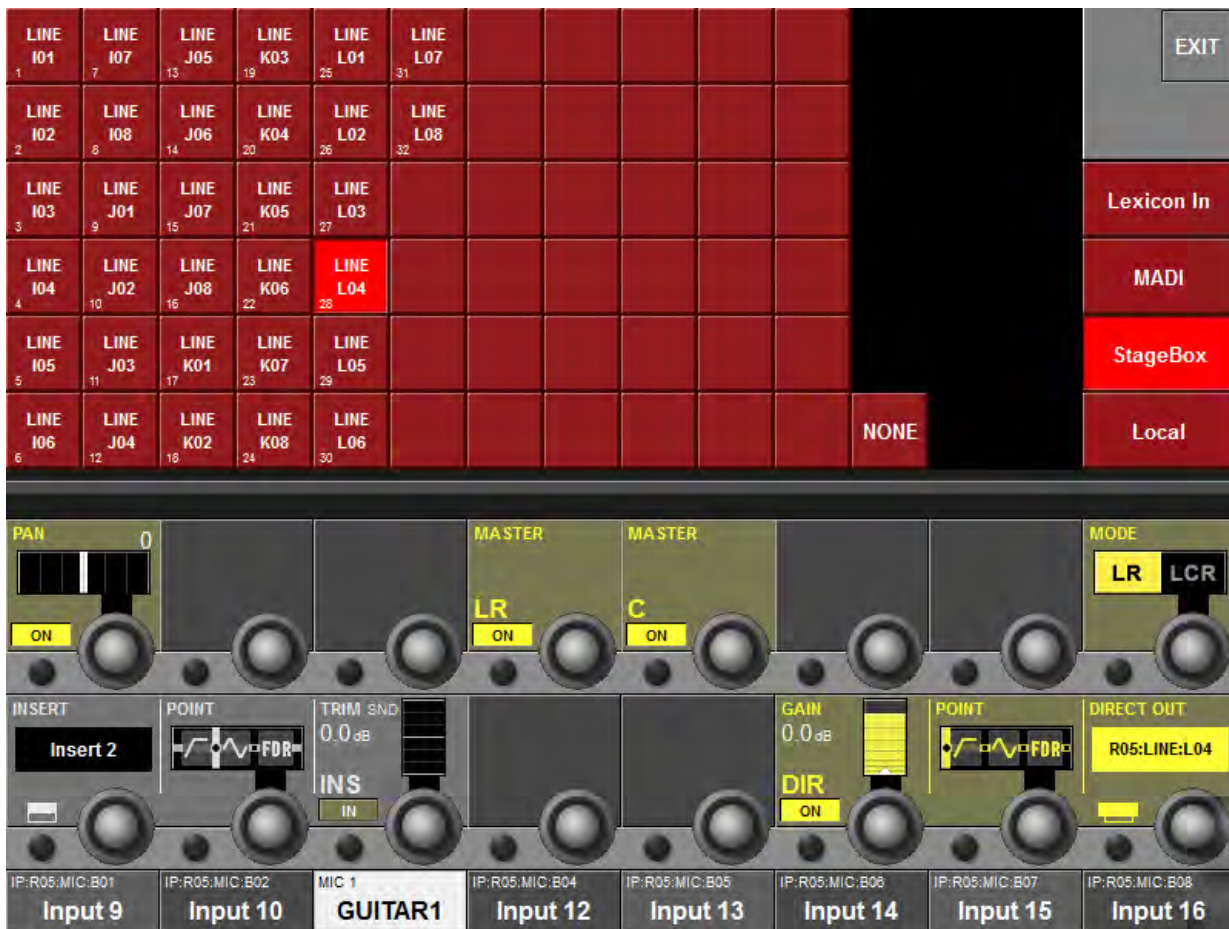 LINE LINE LINE LINE LINE LINE EXIT
I01 I07 J05 K03 L01 L07
1 7 13 19 25 31
LINE LINE LINE LINE LINE LINE
I02 I08 J06 K04 L02 L08
2 8 14 20 26 32
LINE LINE LINE LINE LINE
I03 J01 J07 K05 L03 Lexicon In
3 9 15 21 27
LINE LINE LINE LINE LINE
I04 J02 J08 K06 L04 MADI
4 10 16 22 28
LINE LINE LINE LINE LINE
I05 J03 K01 K07 L05 StageBox
5 11 17 23 29
LINE LINE LINE LINE LINE
I06 J04 K02 K08 L06 NONE Local
6 12 18 24 30
PAN 0 MASTER MASTER MODE
LR LCR
LR C
ON ON ON
INSERT POINT TRIM SND GAIN POINT DIRECT OUT
0.0 dB 0.0 dB
Insert 2 FDR FDR R05:LINE:L04
INS DIR
IN ON
IP:R05:MIC:B01 IP:R05:MIC:B02 MIC 1 IP:R05:MIC:B04 IP:R05:MIC:B05 IP:R05:MIC:B06 IP:R05:MIC:B07 IP:R05:MIC:B08
Input 9 Input 10 GUITAR1 Input 12 Input 13 Input 14 Input 15 Input 16